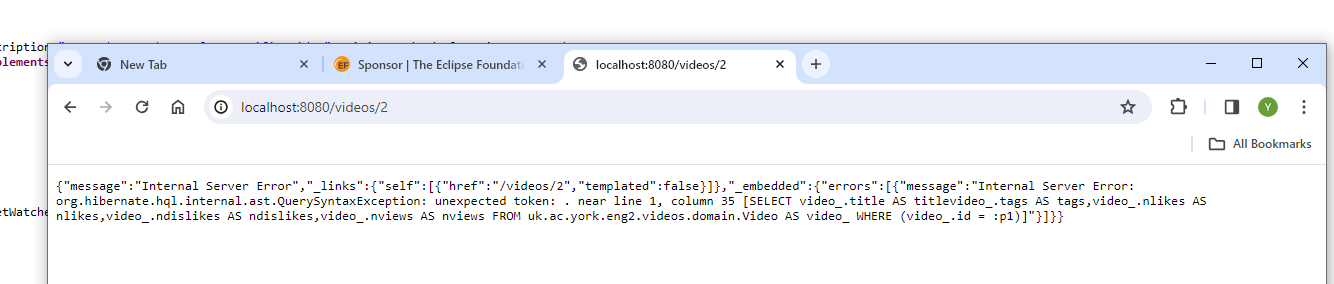 cription
plements
New Tab
Sponsor | The Eclipse Foundati
localhost:8080/videos/2
localhost:8080/videos/2
Y
All Bookmarks
{"message":"Internal Server Error","_links":{"self":[{"href":"/videos/2","templated":false}]},"_embedded":{"errors":[{"message":"Internal Server Error:
org.hibernate.hql.internal.ast.QuerySyntaxException: unexpected token: . near line 1, column 35 [SELECT video_.title AS titlevideo_.tags AS tags,video_.nlikes AS
nlikes,video_.ndislikes AS ndislikes,video_.nviews AS nviews FROM uk.ac.york.eng2.videos.domain.Video AS video_ WHERE (video_.id = :p1)]"}]}}
etWatche